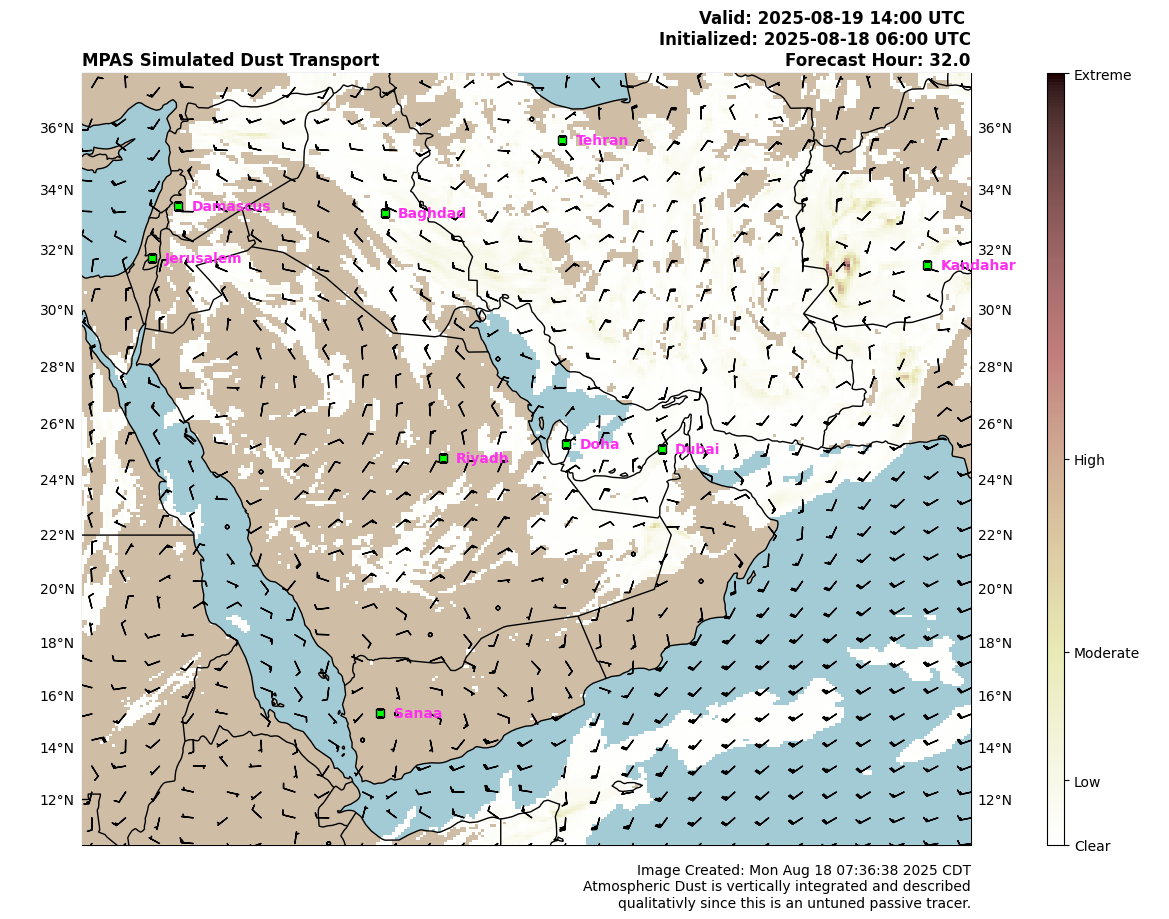 Valid: 2025-08-19 14:00 UTC
Initialized: 2025-08-18 06:00 UTC
MPAS Simulated Dust Transport
Forecast Hour: 32.0
Extreme
36°N
36°N
Tehran
34°N
34°N
Damascus
Baghdad
32°N
32°N
Jerusalem
Kandahar
30°N
30°N
28°N
28°N
26°N
26°N
Doha
Dubai
Riyadh
High
24°N
24°N
22°N
22°N
20°N
20°N
18°N
18°N
Moderate
16°N
16°N
Sanaa
14°N
14°N
Low
12°N
12°N
Clear
Image Created: Mon Aug 18 07:36:38 2025 CDT
Atmospheric Dust is vertically integrated and described
qualitativly since this is an untuned passive tracer.